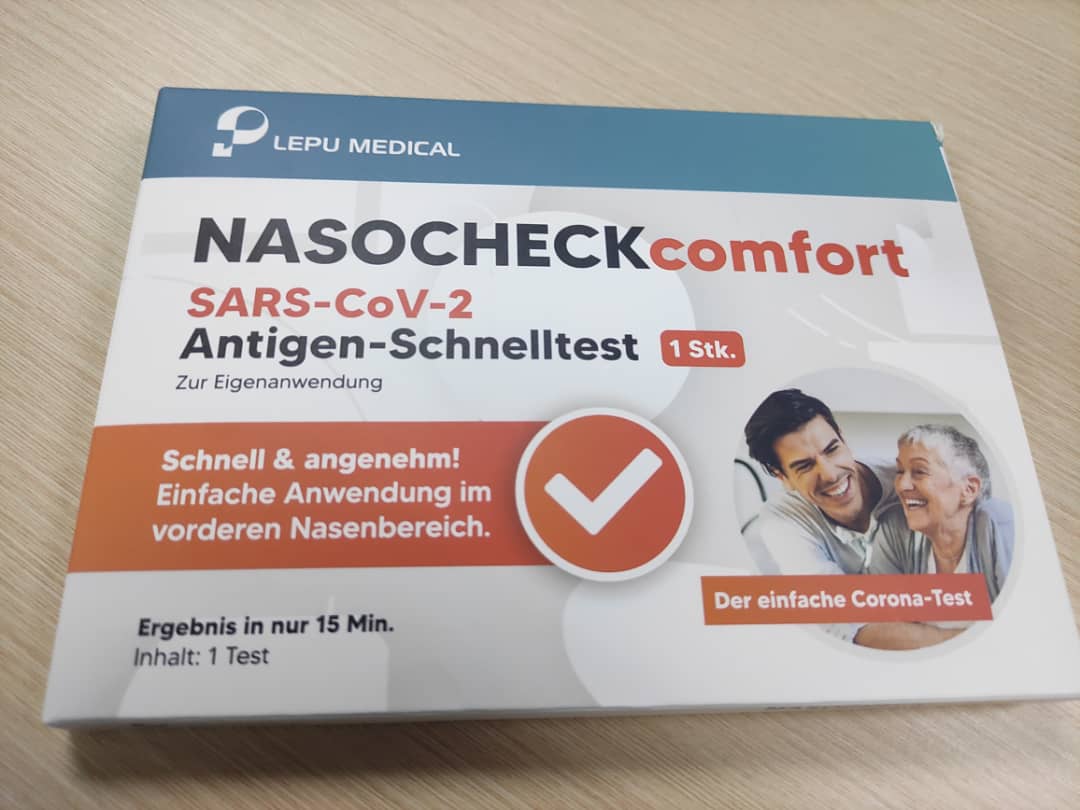 LEPU MEDICAL
NASOCHECKcomfort
SARS-CoV-2
Antigen-Schnelltest 1 Stk.
Zur Eigenanwendung
Schnell & angenehm!
Einfache Anwendung im
vorderen Nasenbereich.
Der einfache Corona-Test
Ergebnis in nur 15 Min.
Inhalt: 1 Test